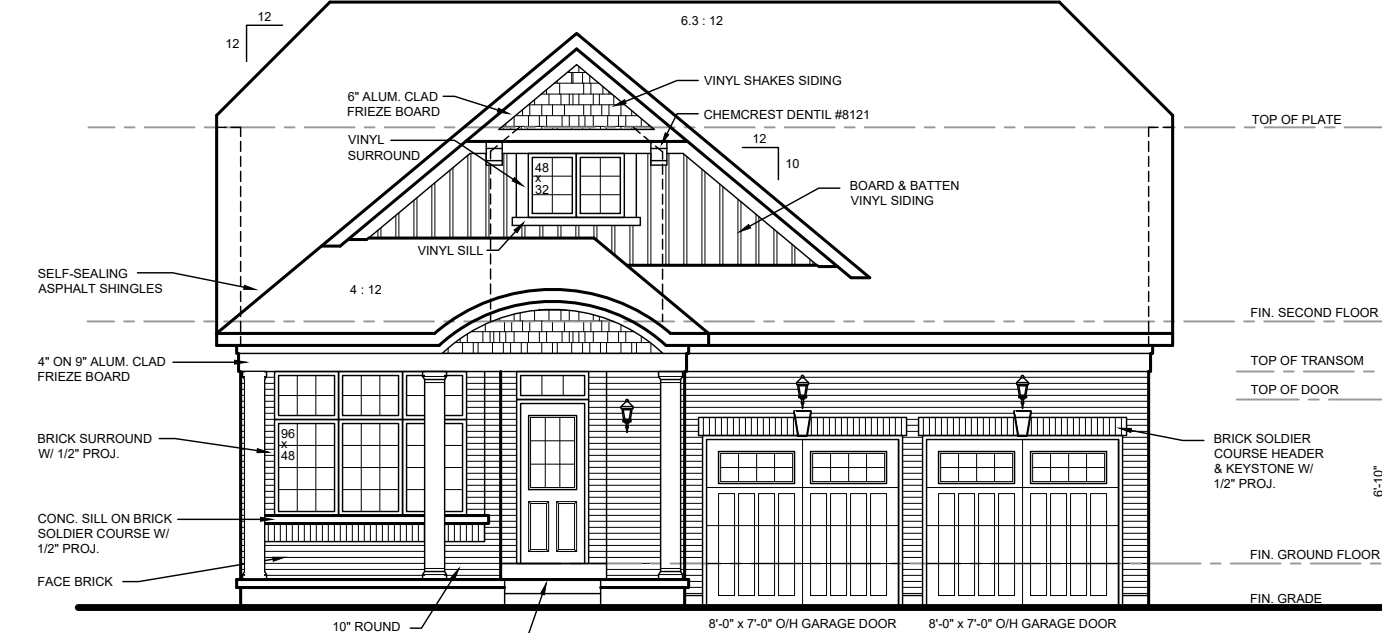 12
12
6.3 : 12
6" ALUM. CLAD
FRIEZE BOARD
VINYL SHAKES SIDING
CHEMCREST DENTIL #8121
TOP OF PLATE
VINYL
SURROUND
12
10
48
x
32
BOARD & BATTEN
VINYL SIDING
VINYL SILL
SELF-SEALING
ASPHALT SHINGLES
4 : 12
FIN. SECOND FLOOR
4" ON 9" ALUM. CLAD
FRIEZE BOARD
TOP OF TRANSOM
TOP OF DOOR
BRICK SURROUND
W/ 1/2" PROJ.
96
x
48
BRICK SOLDIER
COURSE HEADER
& KEYSTONE W/
1/2" PROJ.
6'-10"
CONC. SILL ON BRICK
SOLDIER COURSE W/
1/2" PROJ.
FIN. GROUND FLOOR
FACE BRICK
FIN. GRADE
10" ROUND
8'-0" x 7'-0" O/H GARAGE DOOR
8'-0" x 7'-0" O/H GARAGE DOOR